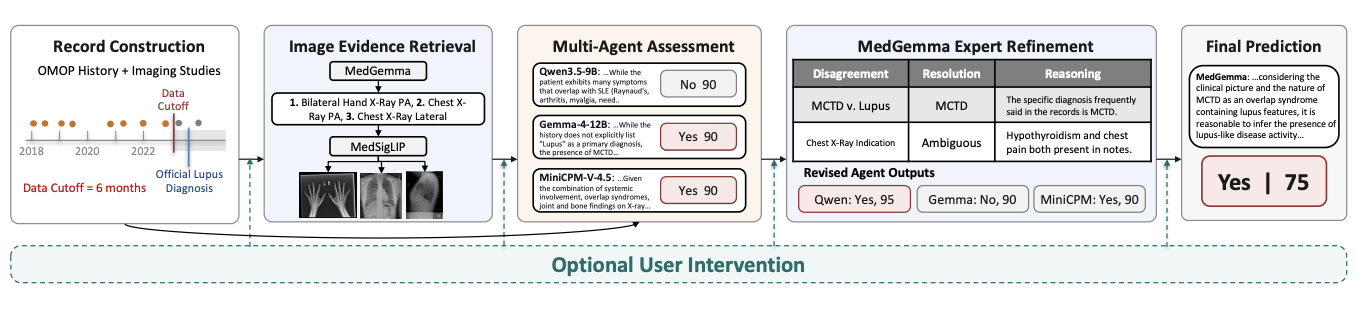 Record Construction
OMOP History + Imaging Studies
Data
Cutoff
2018
2020
2022
Data Cutoff = 6 months
Official Lupus
Diagnosis
Image Evidence Retrieval
MedGemma
1. Bilateral Hand X-Ray PA, 2. Chest X-
Ray PA, 3. Chest X-Ray Lateral
MedSigLIP
Multi-Agent Assessment
Qwen3.5-9B: ...While the
patient exhibits many symptoms
that overlap with SLE (Raynaud's,
arthritis, myalgia, need..
No 90
Gemma-4-12B: ...While the
history does not explicitly list
"Lupus" as a primary diagnosis,
the presence of MCTD...
Yes 90
MiniCPM-V-4.5: ...Given
the combination of systemic
involvement, overlap syndromes,
joint and bone findings on X-ray...
Yes 90
MedGemma Expert Refinement
Disagreement
Resolution
Reasoning
MCTD v. Lupus
MCTD
The specific diagnosis frequently
said in the records is MCTD.
Chest X-Ray Indication
Ambiguous
Hypothyroidism and chest
pain both present in notes.
Revised Agent Outputs
Qwen: Yes, 95
Gemma: No, 90
MiniCPM: Yes, 90
Final Prediction
MedGemma: ...considering the
clinical picture and the nature of
MCTD as an overlap syndrome
containing lupus features, it is
reasonable to infer the presence of
lupus-like disease activity...
Yes | 75
Optional User Intervention